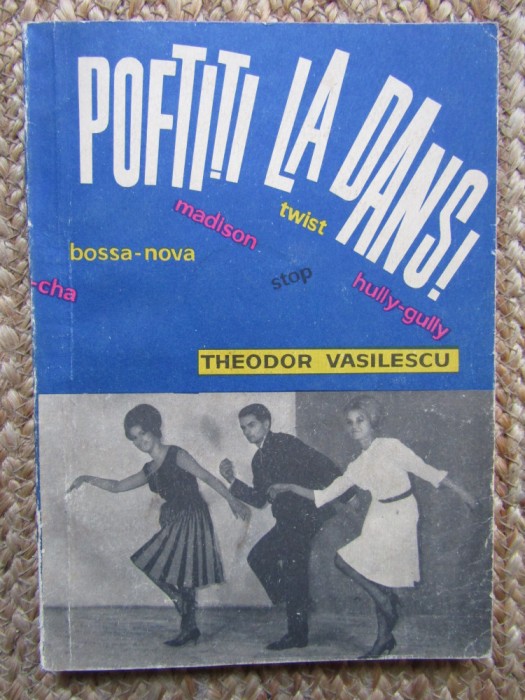 POFTIȚI LA DANS!
madison
twist
bossa-nova
stop
hully-gully
-cha
THEODOR VASILESCU